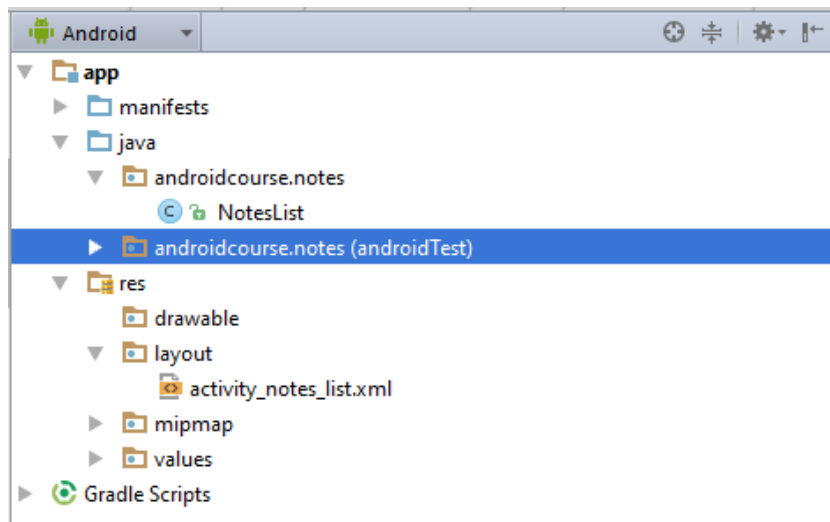 Android
app
manifests
java
androidcourse.notes
NotesList
androidcourse.notes (androidTest)
res
drawable
layout
activity_notes_list.xml
mipmap
values
Gradle Scripts